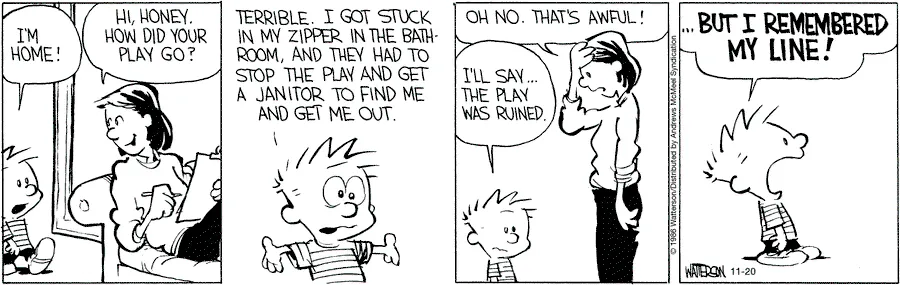 I'M
HOME!
HI, HONEY.
HOW DID YOUR
PLAY GO?
TERRIBLE. I GOT STUCK
IN MY ZIPPER IN THE BATH-
ROOM, AND THEY HAD TO
STOP THE PLAY AND GET
A JANITOR TO FIND ME
AND GET ME OUT.
OH NO. THAT'S AWFUL!
I'LL SAY...
THE PLAY
WAS RUINED.
© 1986 Watterson/Distributed by Andrews McMeel Syndication
...BUT I REMEMBERED
MY LINE!
WATTERSON 11-20